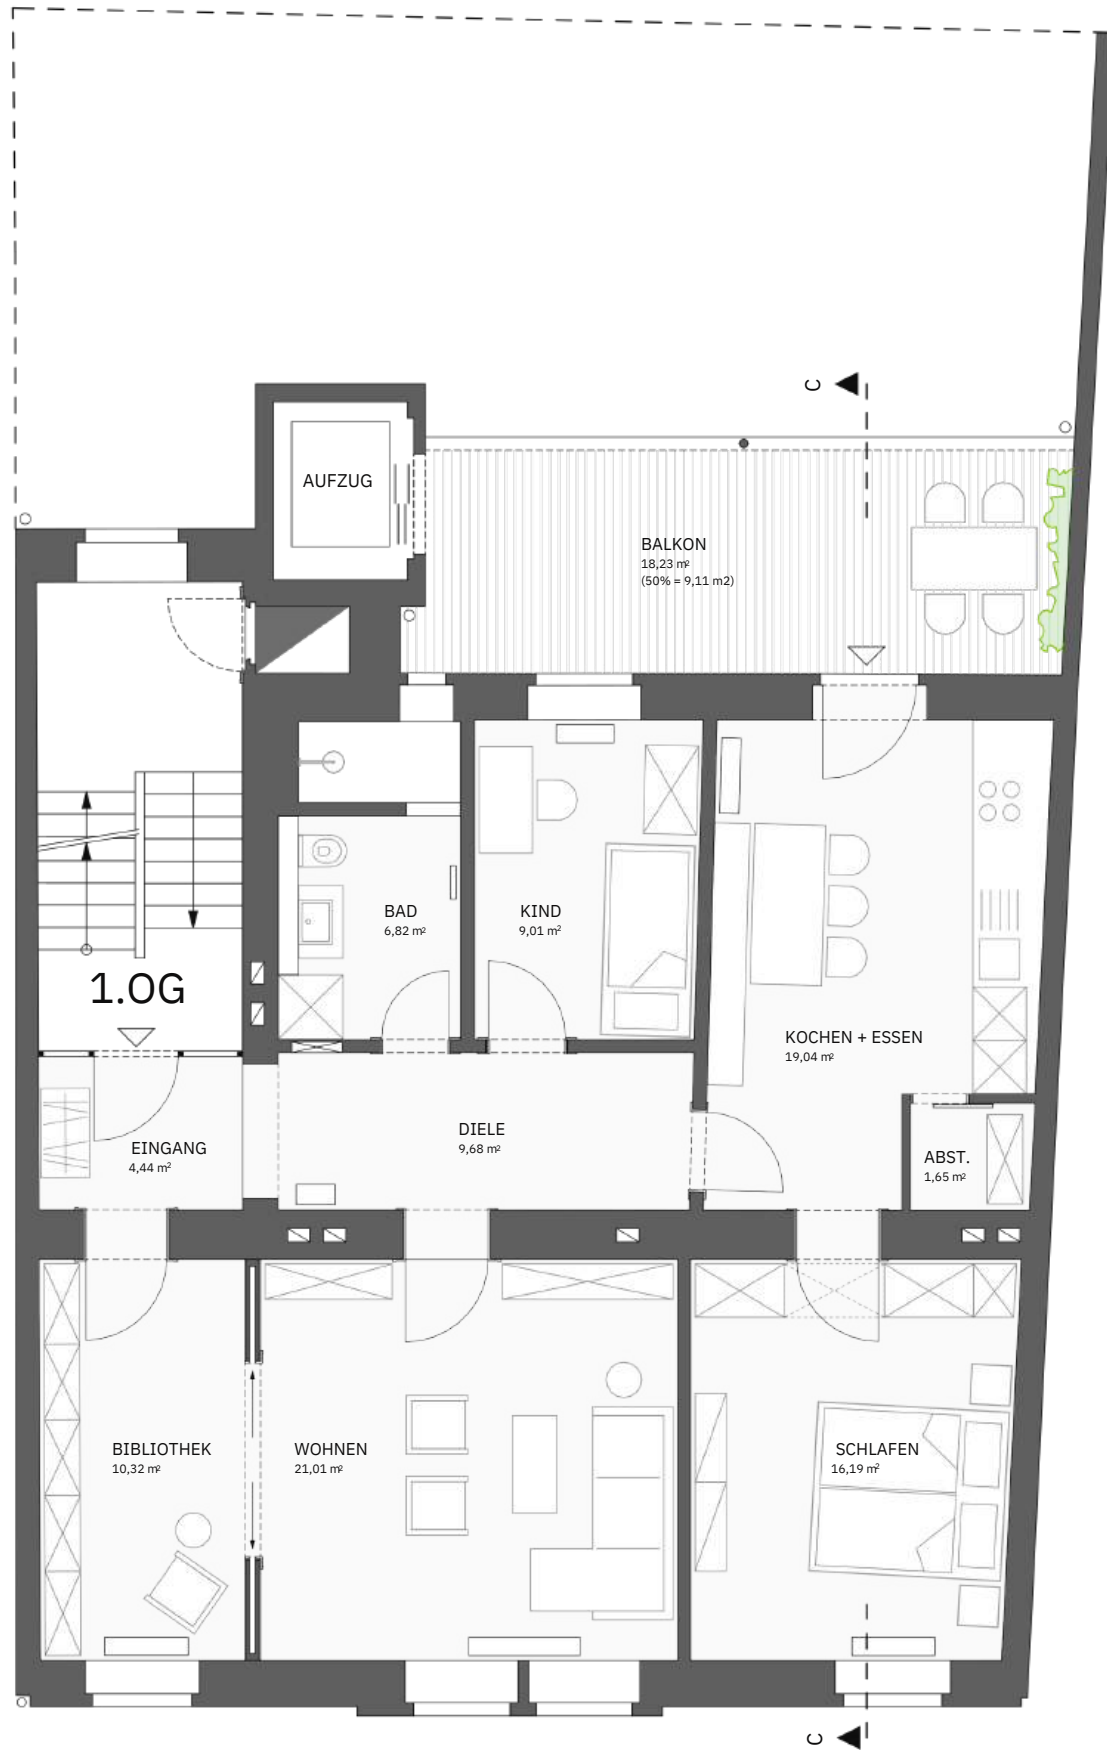 C
AUFZUG
BALKON
18,23 m²
(50% = 9,11 m2)
BAD
6,82 m²
KIND
9,01 m²
1.OG
KOCHEN + ESSEN
19,04 m²
EINGANG
4,44 m²
DIELE
9,68 m²
ABST.
1,65 m²
BIBLIOTHEK
10,32 m²
WOHNEN
21,01 m²
SCHLAFEN
16,19 m²
C